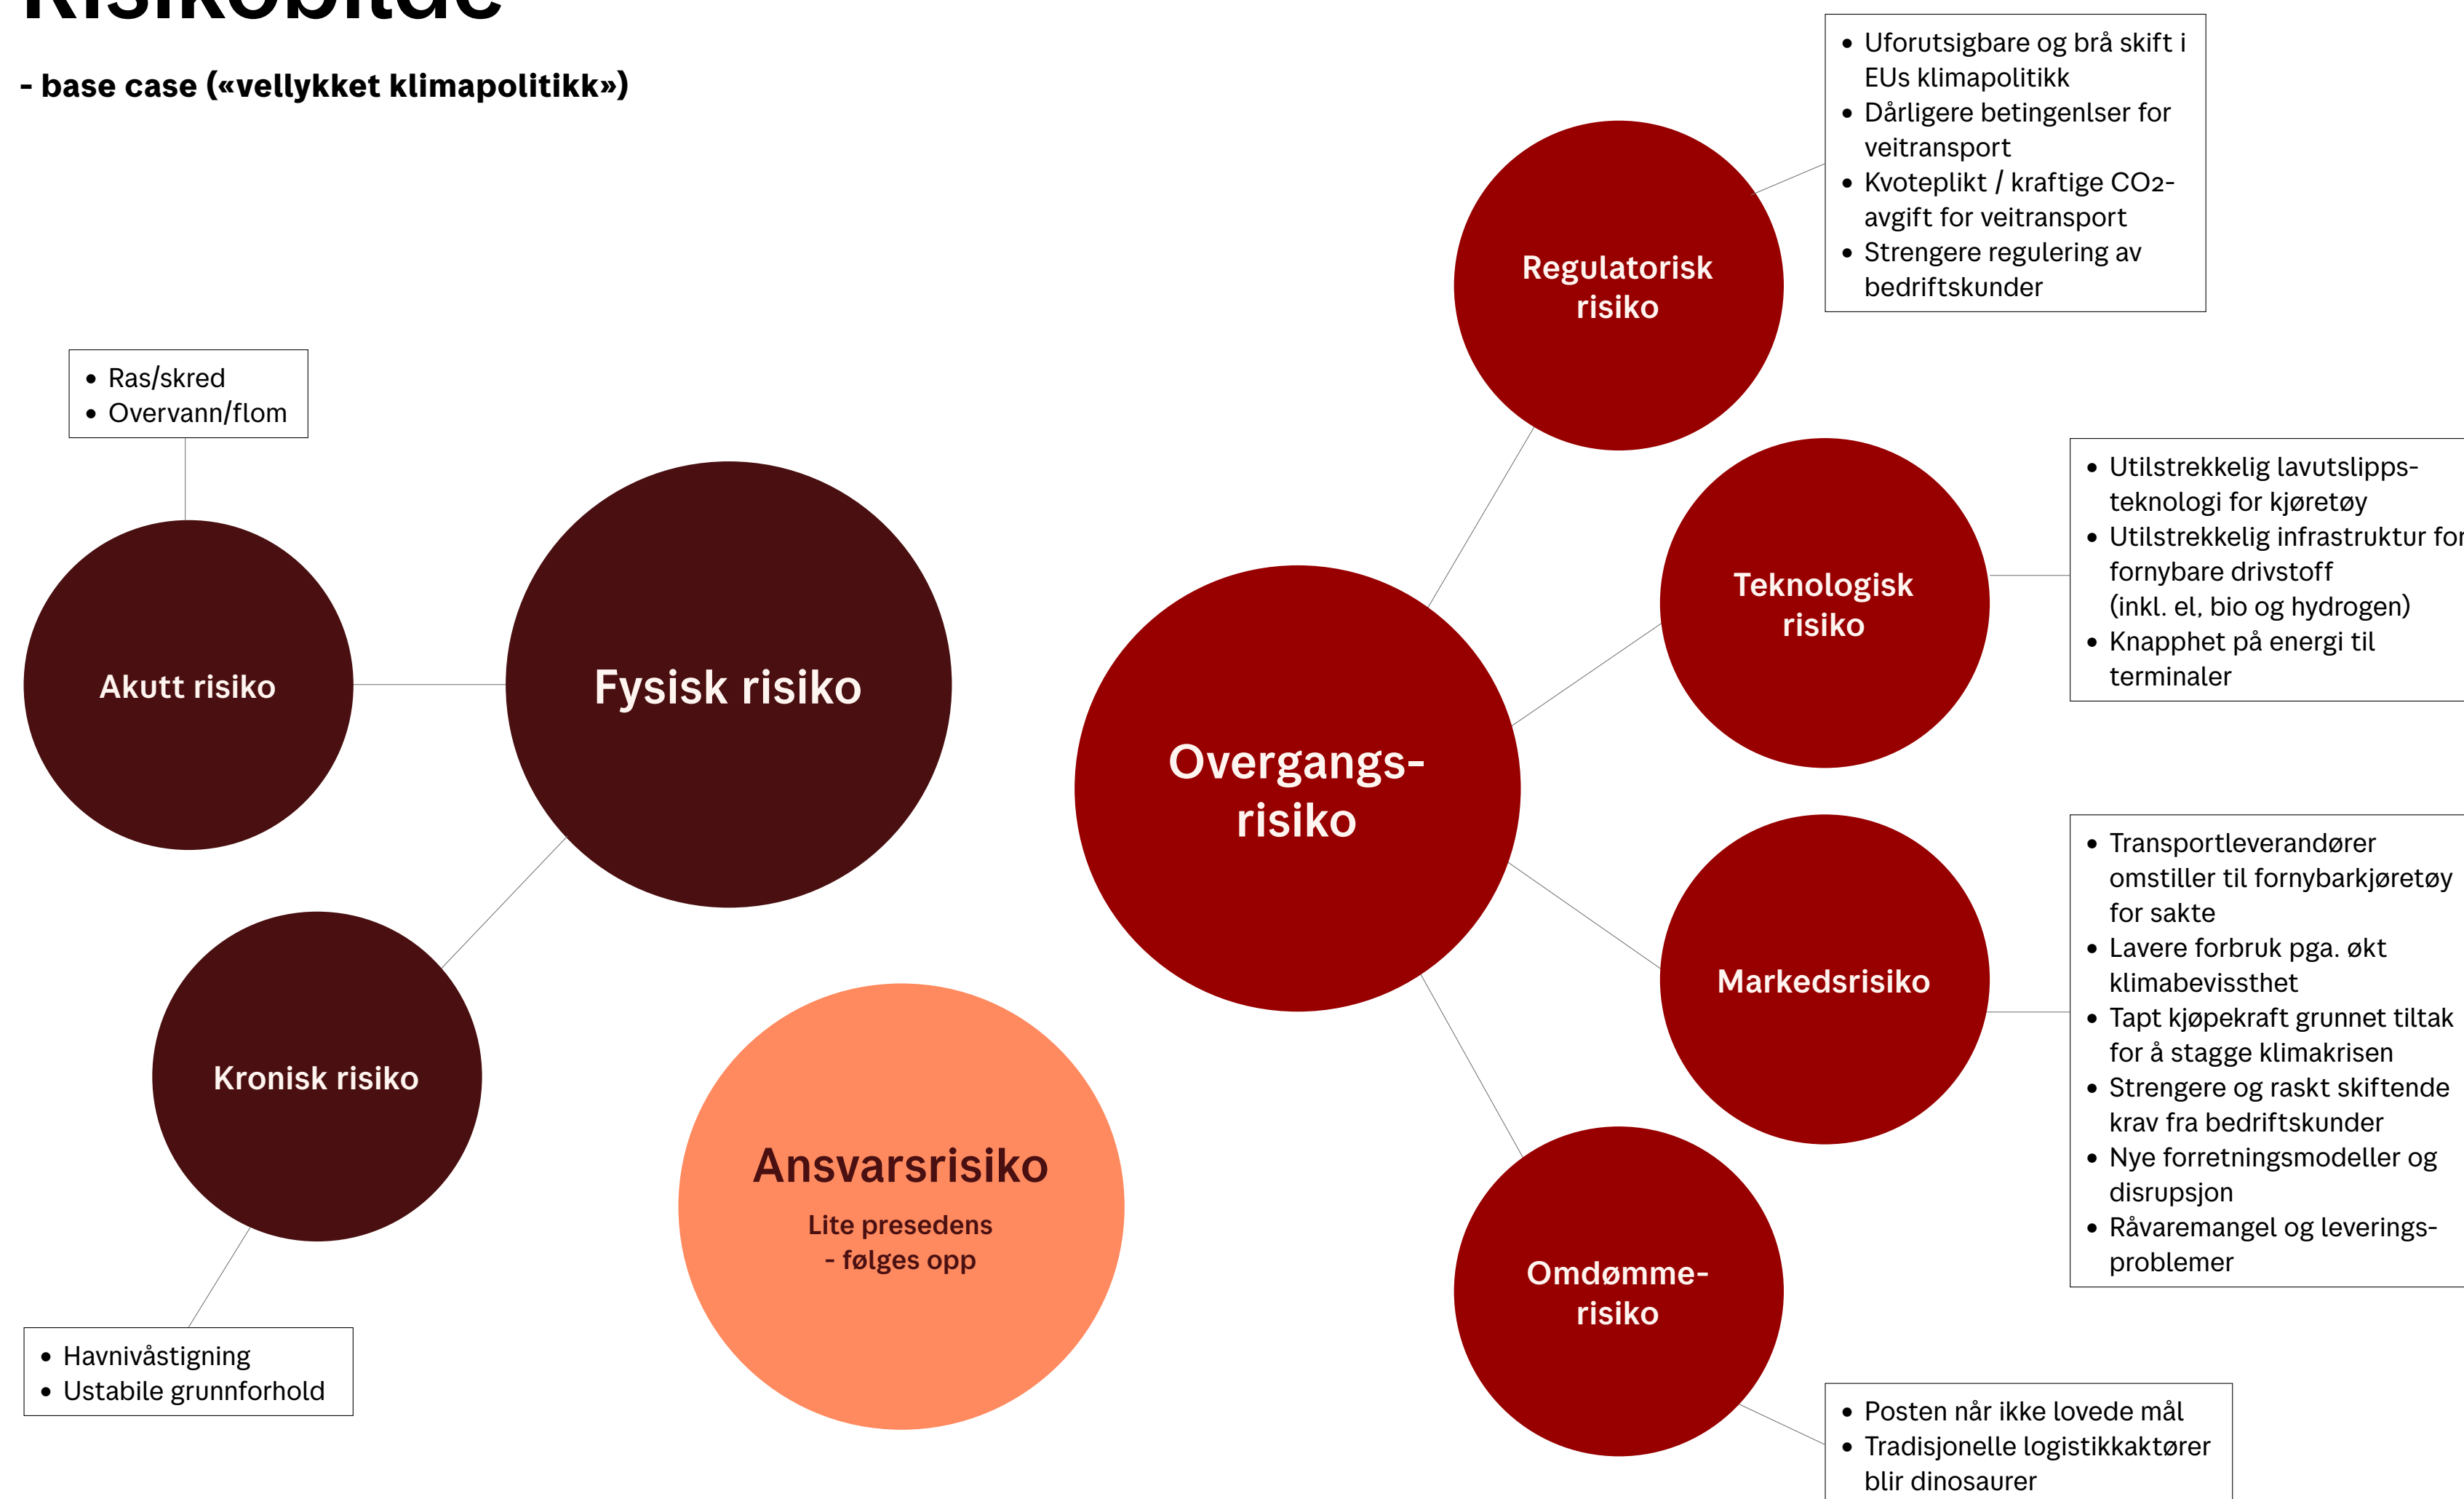 Risikobilde
- base case («vellykket klimapolitikk»)
• Ras/skred
• Overvann/flom
Akutt risiko
Fysisk risiko
Kronisk risiko
• Havnivåstigning
• Ustabile grunnforhold
Ansvarsrisiko
Lite presedens
- følges opp
Overgangs-
risiko
Regulatorisk
risiko
• Uforutsigbare og brå skift i
EUs klimapolitikk
• Dårligere betingenlser for
veitransport
• Kvoteplikt / kraftige CO2-
avgift for veitransport
• Strengere regulering av
bedriftskunder
Teknologisk
risiko
• Utilstrekkelig lavutslipps-
teknologi for kjøretøy
• Utilstrekkelig infrastruktur for
fornybare drivstoff
(inkl. el, bio og hydrogen)
• Knapphet på energi til
terminaler
Markedsrisiko
• Transportleverandører
omstiller til fornybarkjøretøy
for sakte
• Lavere forbruk pga. økt
klimabevissthet
• Tapt kjøpekraft grunnet tiltak
for å stagge klimakrisen
• Strengere og raskt skiftende
krav fra bedriftskunder
• Nye forretningsmodeller og
disrupsjon
• Råvaremangel og leverings-
problemer
Omdømme-
risiko
• Posten når ikke lovede mål
• Tradisjonelle logistikkaktører
blir dinosaurer